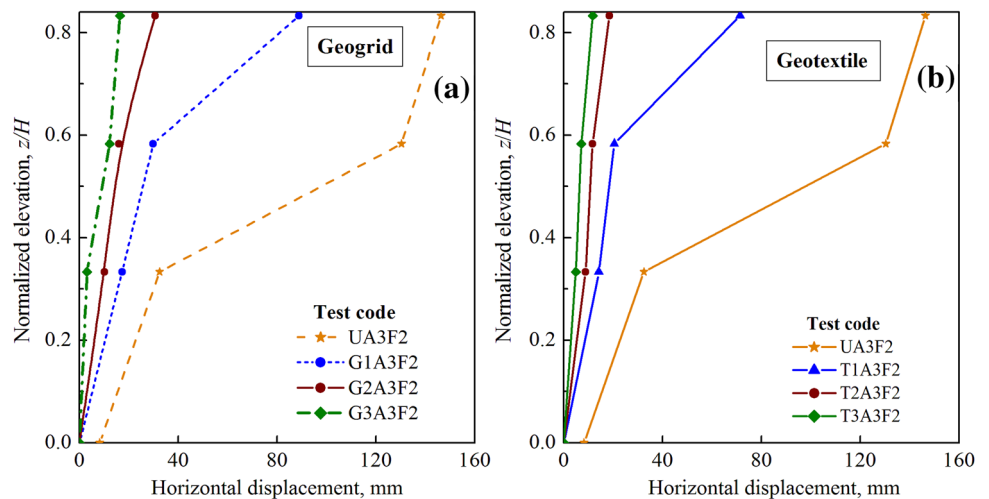 Geogrid
(a)
Normalized elevation, z/H
0.8
0.6
0.4
0.2
0.0
Test code
UA3F2
G1A3F2
G2A3F2
G3A3F2
0 40 80 120 160
Horizontal displacement, mm
Geotextile
(b)
Normalized elevation, z/H
0.8
0.6
0.4
0.2
0.0
Test code
UA3F2
T1A3F2
T2A3F2
T3A3F2
0 40 80 120 160
Horizontal displacement, mm